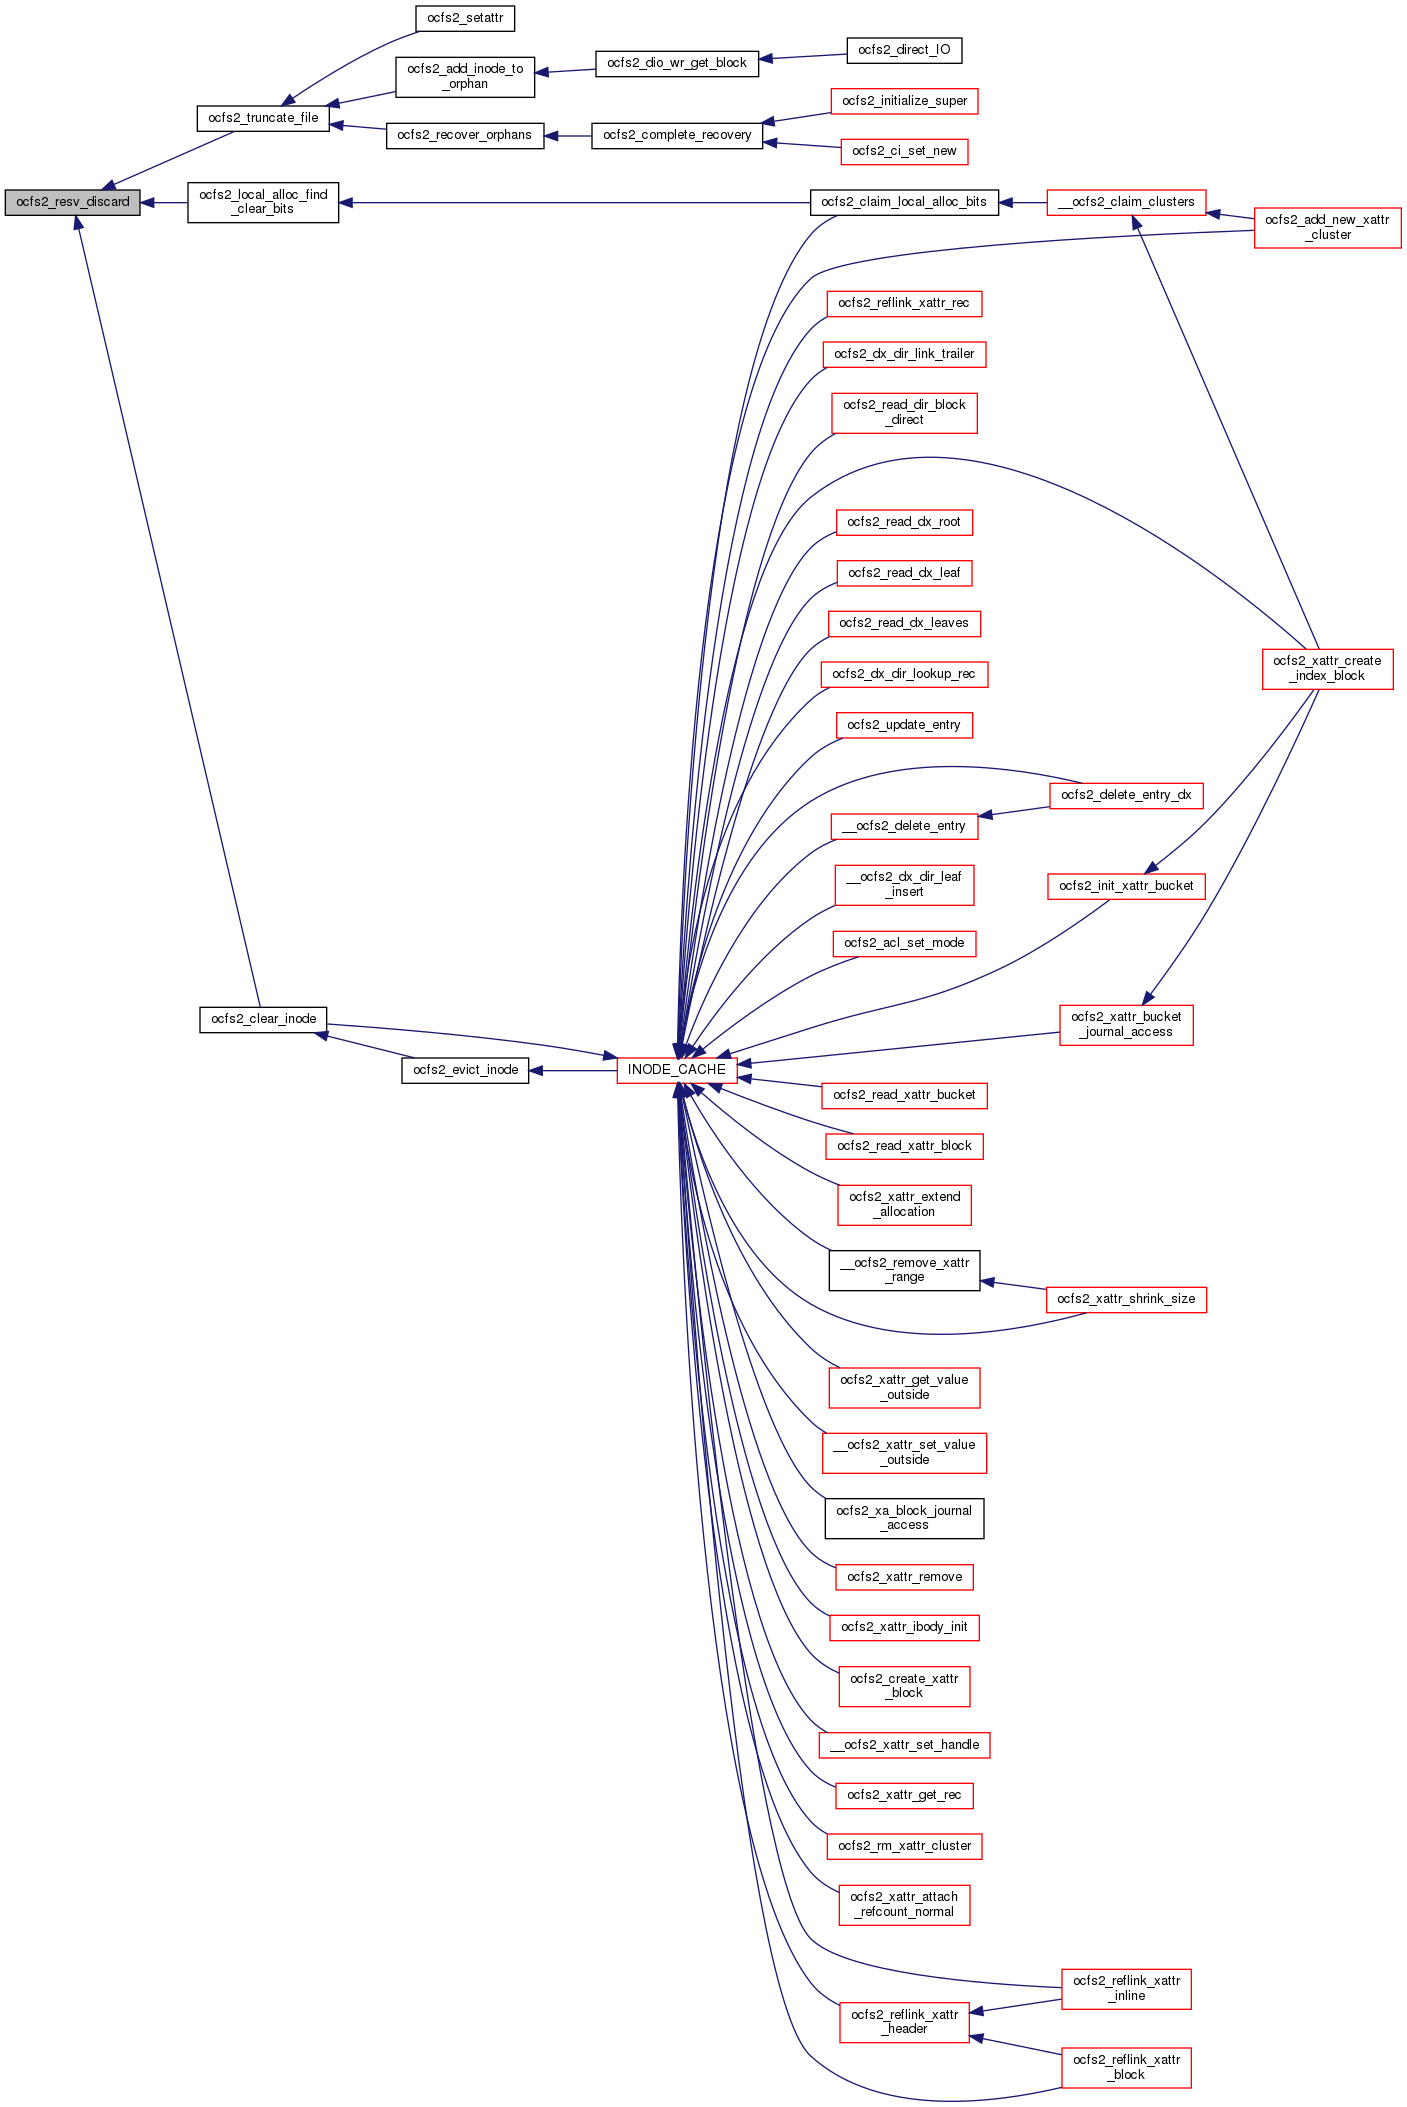 ocfs2_setattr
ocfs2_direct_IO
ocfs2_dio_wr_get_block
ocfs2_add_inode_to
_orphan
ocfs2_initialize_super
ocfs2_truncate_file
ocfs2_recover_orphans
ocfs2_complete_recovery
ocfs2_ci_set_new
ocfs2_resv_discard
ocfs2_local_alloc_find
_clear_bits
ocfs2_claim_local_alloc_bits
__ocfs2_claim_clusters
ocfs2_add_new_xattr
_cluster
ocfs2_reflink_xattr_rec
ocfs2_dx_dir_link_trailer
ocfs2_read_dir_block
_direct
ocfs2_read_dx_root
ocfs2_read_dx_leaf
ocfs2_read_dx_leaves
ocfs2_xattr_create
_index_block
ocfs2_dx_dir_lookup_rec
ocfs2_update_entry
ocfs2_delete_entry_dx
__ocfs2_delete_entry
__ocfs2_dx_dir_leaf
_insert
ocfs2_init_xattr_bucket
ocfs2_acl_set_mode
ocfs2_clear_inode
ocfs2_xattr_bucket
_journal_access
ocfs2_evict_inode
INODE_CACHE
ocfs2_read_xattr_bucket
ocfs2_read_xattr_block
ocfs2_xattr_extend
_allocation
__ocfs2_remove_xattr
_range
ocfs2_xattr_shrink_size
ocfs2_xattr_get_value
_outside
__ocfs2_xattr_set_value
_outside
ocfs2_xa_block_journal
_access
ocfs2_xattr_remove
ocfs2_xattr_ibody_init
ocfs2_create_xattr
_block
__ocfs2_xattr_set_handle
ocfs2_xattr_get_rec
ocfs2_rm_xattr_cluster
ocfs2_xattr_attach
_refcount_normal
ocfs2_reflink_xattr
_inline
ocfs2_reflink_xattr
_header
ocfs2_reflink_xattr
_block